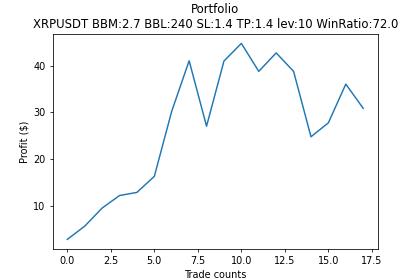 Portfolio
XRPUSDT BBM:2.7 BBL:240 SL:1.4 TP:1.4 lev:10 WinRatio:72.0
40
30
20
10
Profit ($)
0.0 2.5 5.0 7.5 10.0 12.5 15.0 17.5
Trade counts